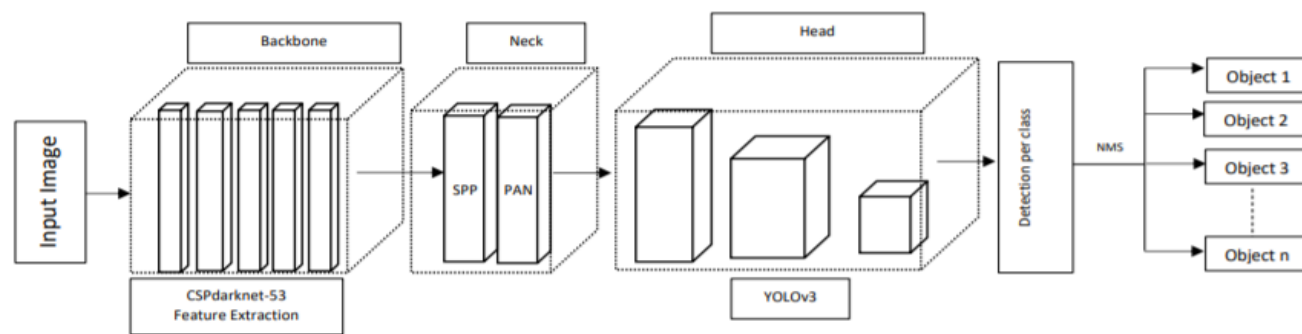 Backbone
Neck
Head
Input Image
SPP
PAN
Detection per class
NMS
Object 1
Object 2
Object 3
Object n
CSPdarknet-53
Feature Extraction
YOLOv3